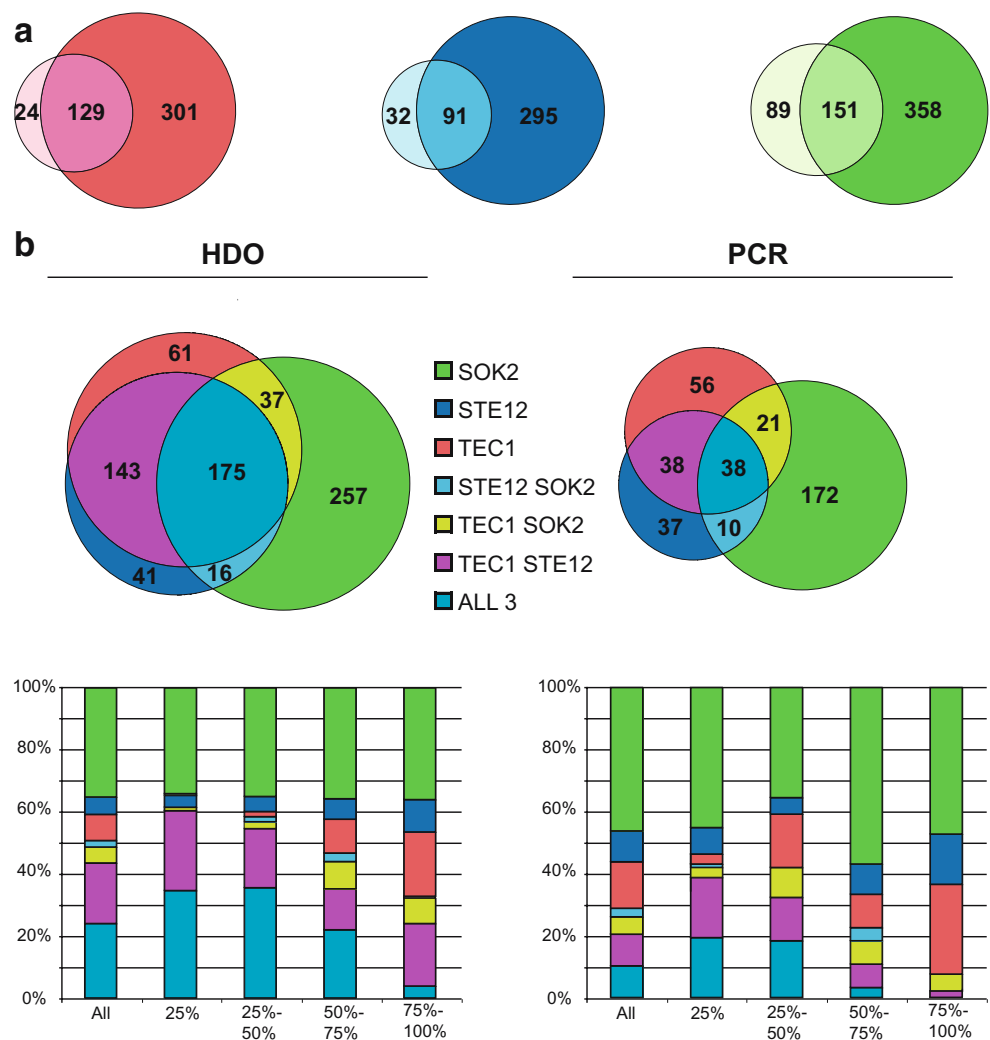 a
24 129 301
32 91 295
89 151 358
b
HDO
PCR
61
37
143
175
257
41
16
SOK2
STE12
TEC1
STE12 SOK2
TEC1 SOK2
TEC1 STE12
ALL 3
56
21
38
38
172
37
10
100%
80%
60%
40%
20%
0%
All
25%
25%-
50%
50%-
75%
75%-
100%
100%
80%
60%
40%
20%
0%
All
25%
25%-
50%
50%-
75%
75%-
100%